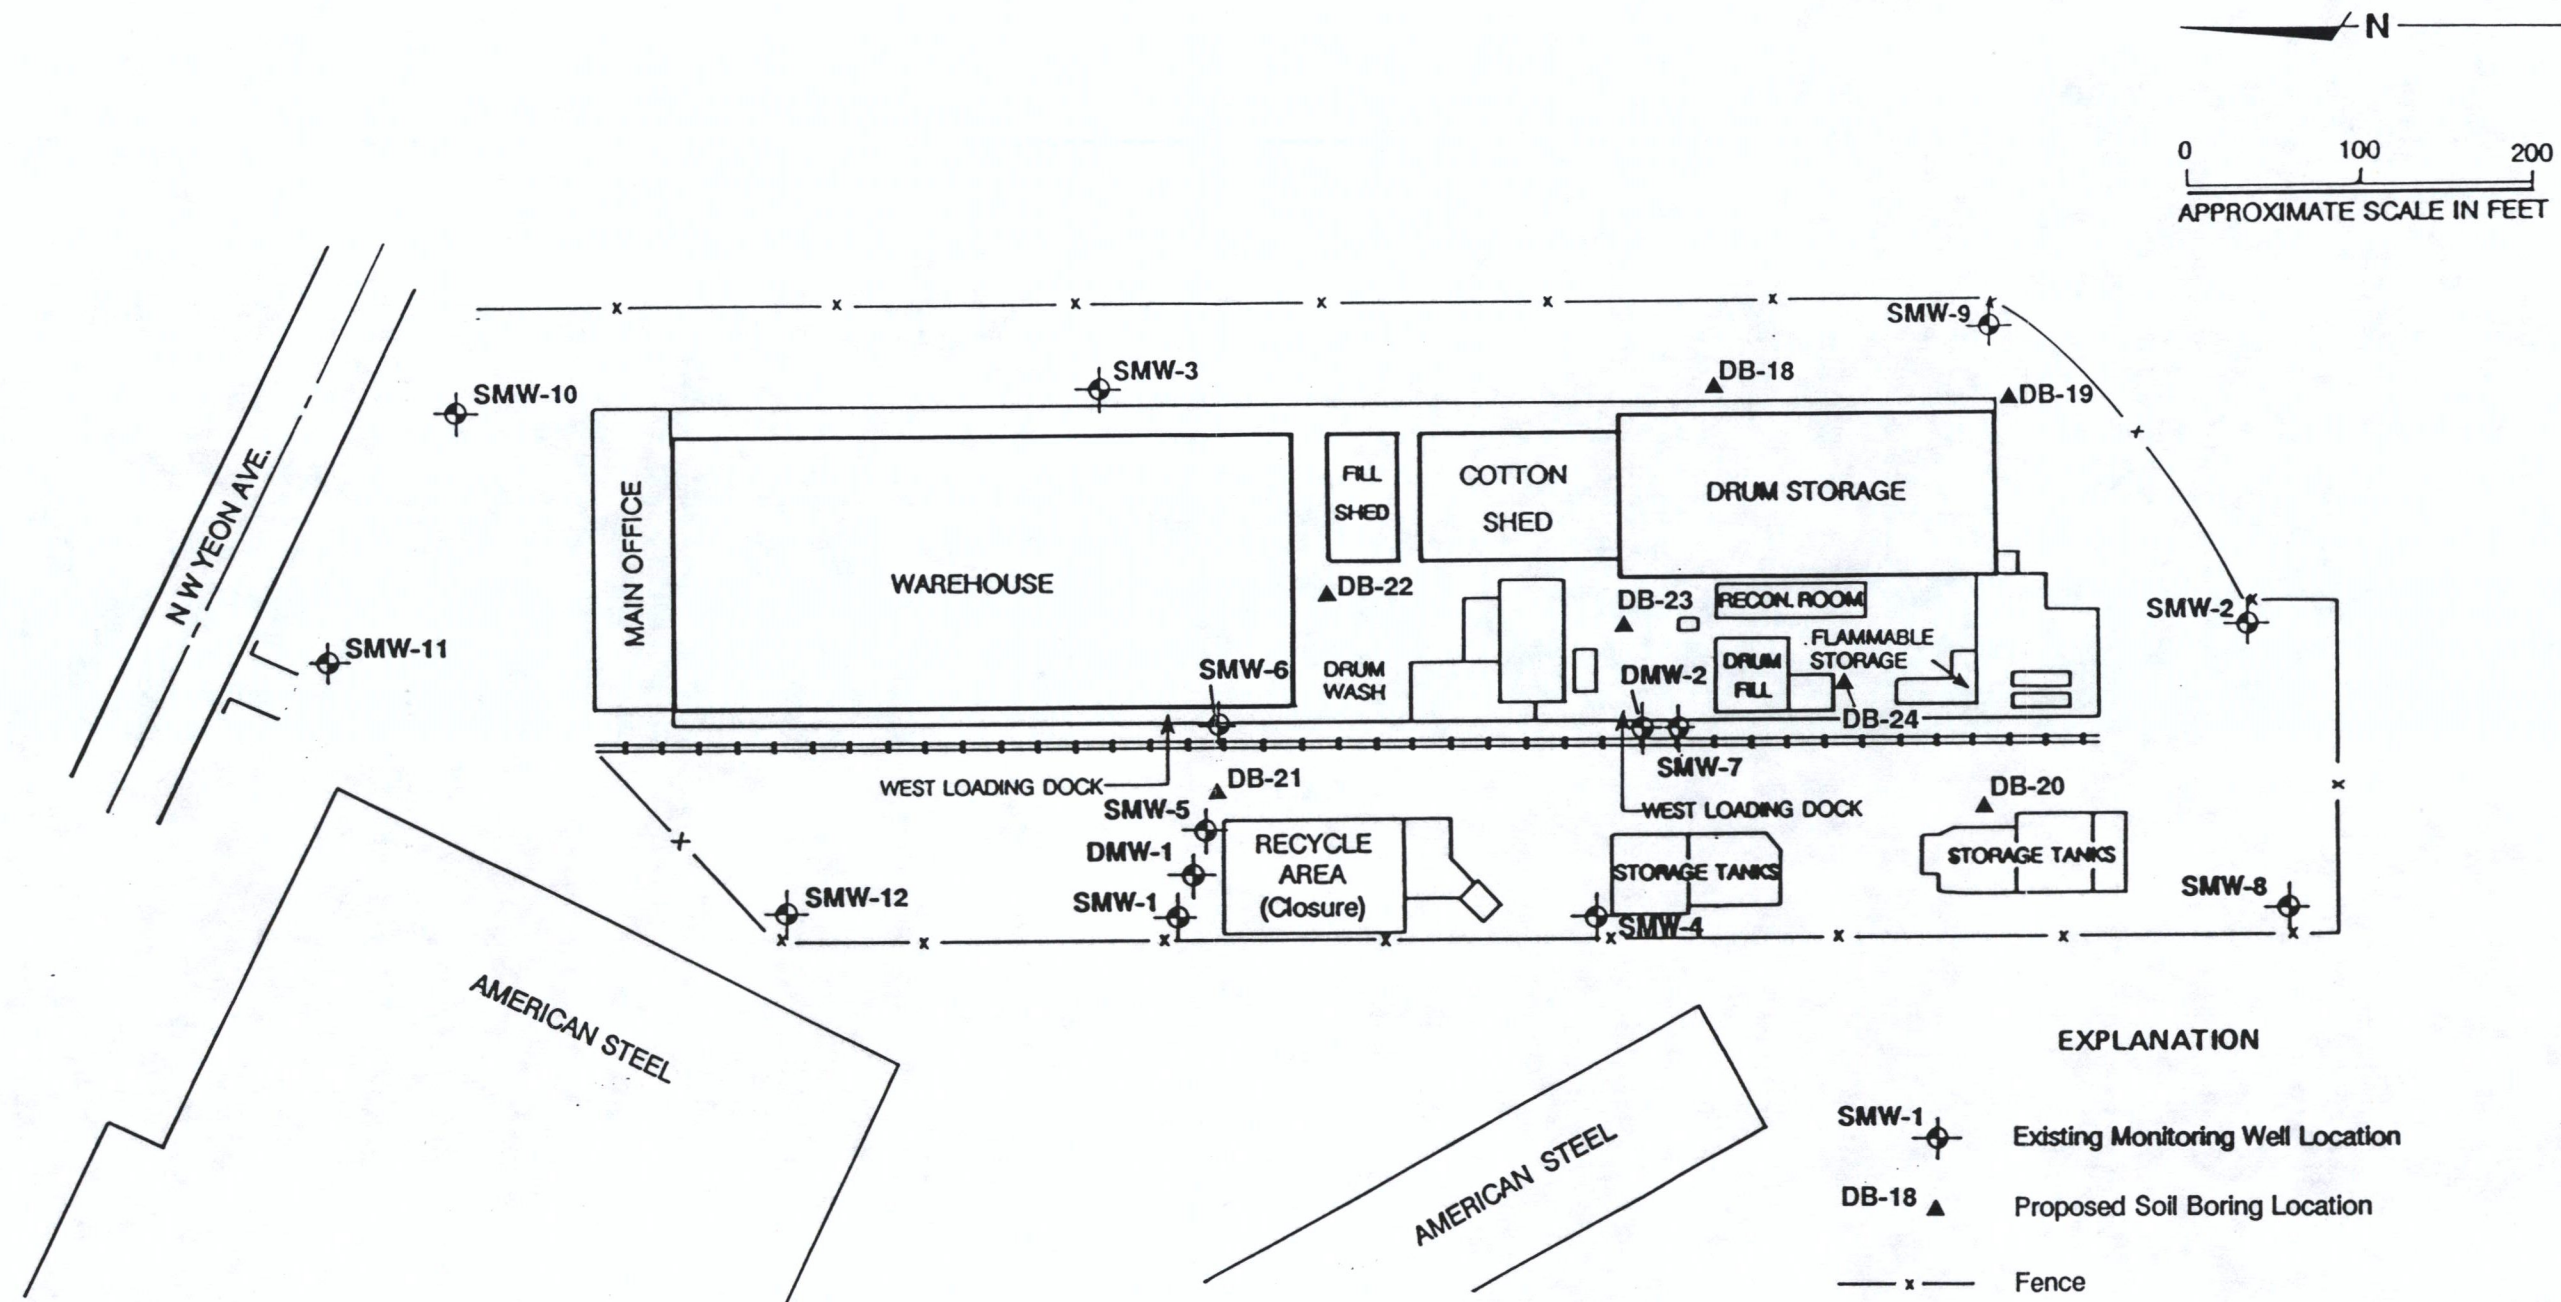 N
0 100 200
APPROXIMATE SCALE IN FEET
SMW-9
SMW-3
DB-18
SMW-10
DB-19
N W YEON AVE.
MAIN OFFICE
WAREHOUSE
FILL
SHED
COTTON
SHED
DRUM STORAGE
DB-22
DB-23
RECON. ROOM
SMW-2
SMW-11
SMW-6
DRUM
WASH
DMW-2
DRUM
FILL
FLAMMABLE
STORAGE
DB-24
WEST LOADING DOCK
DB-21
SMW-7
DB-20
SMW-5
WEST LOADING DOCK
DMW-1
RECYCLE
AREA
(Closure)
STORAGE TANKS
STORAGE TANKS
SMW-12
SMW-1
SMW-4
SMW-8
AMERICAN STEEL
AMERICAN STEEL
EXPLANATION
SMW-1
Existing Monitoring Well Location
DB-18
Proposed Soil Boring Location
x
Fence